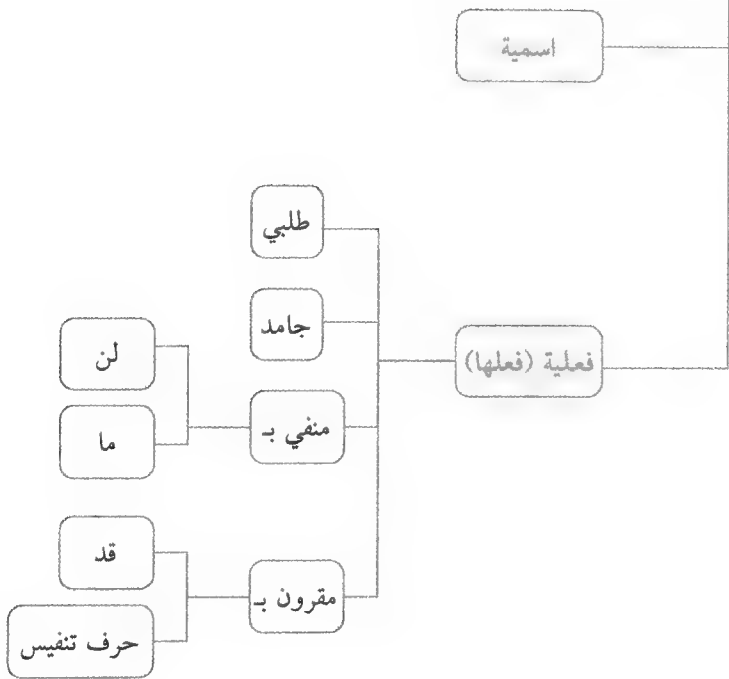 اسمية
فعلية (فعلها)
طلبي
جامد
منفي بـ
لن
ما
مقرون بـ
قد
حرف تنفيس